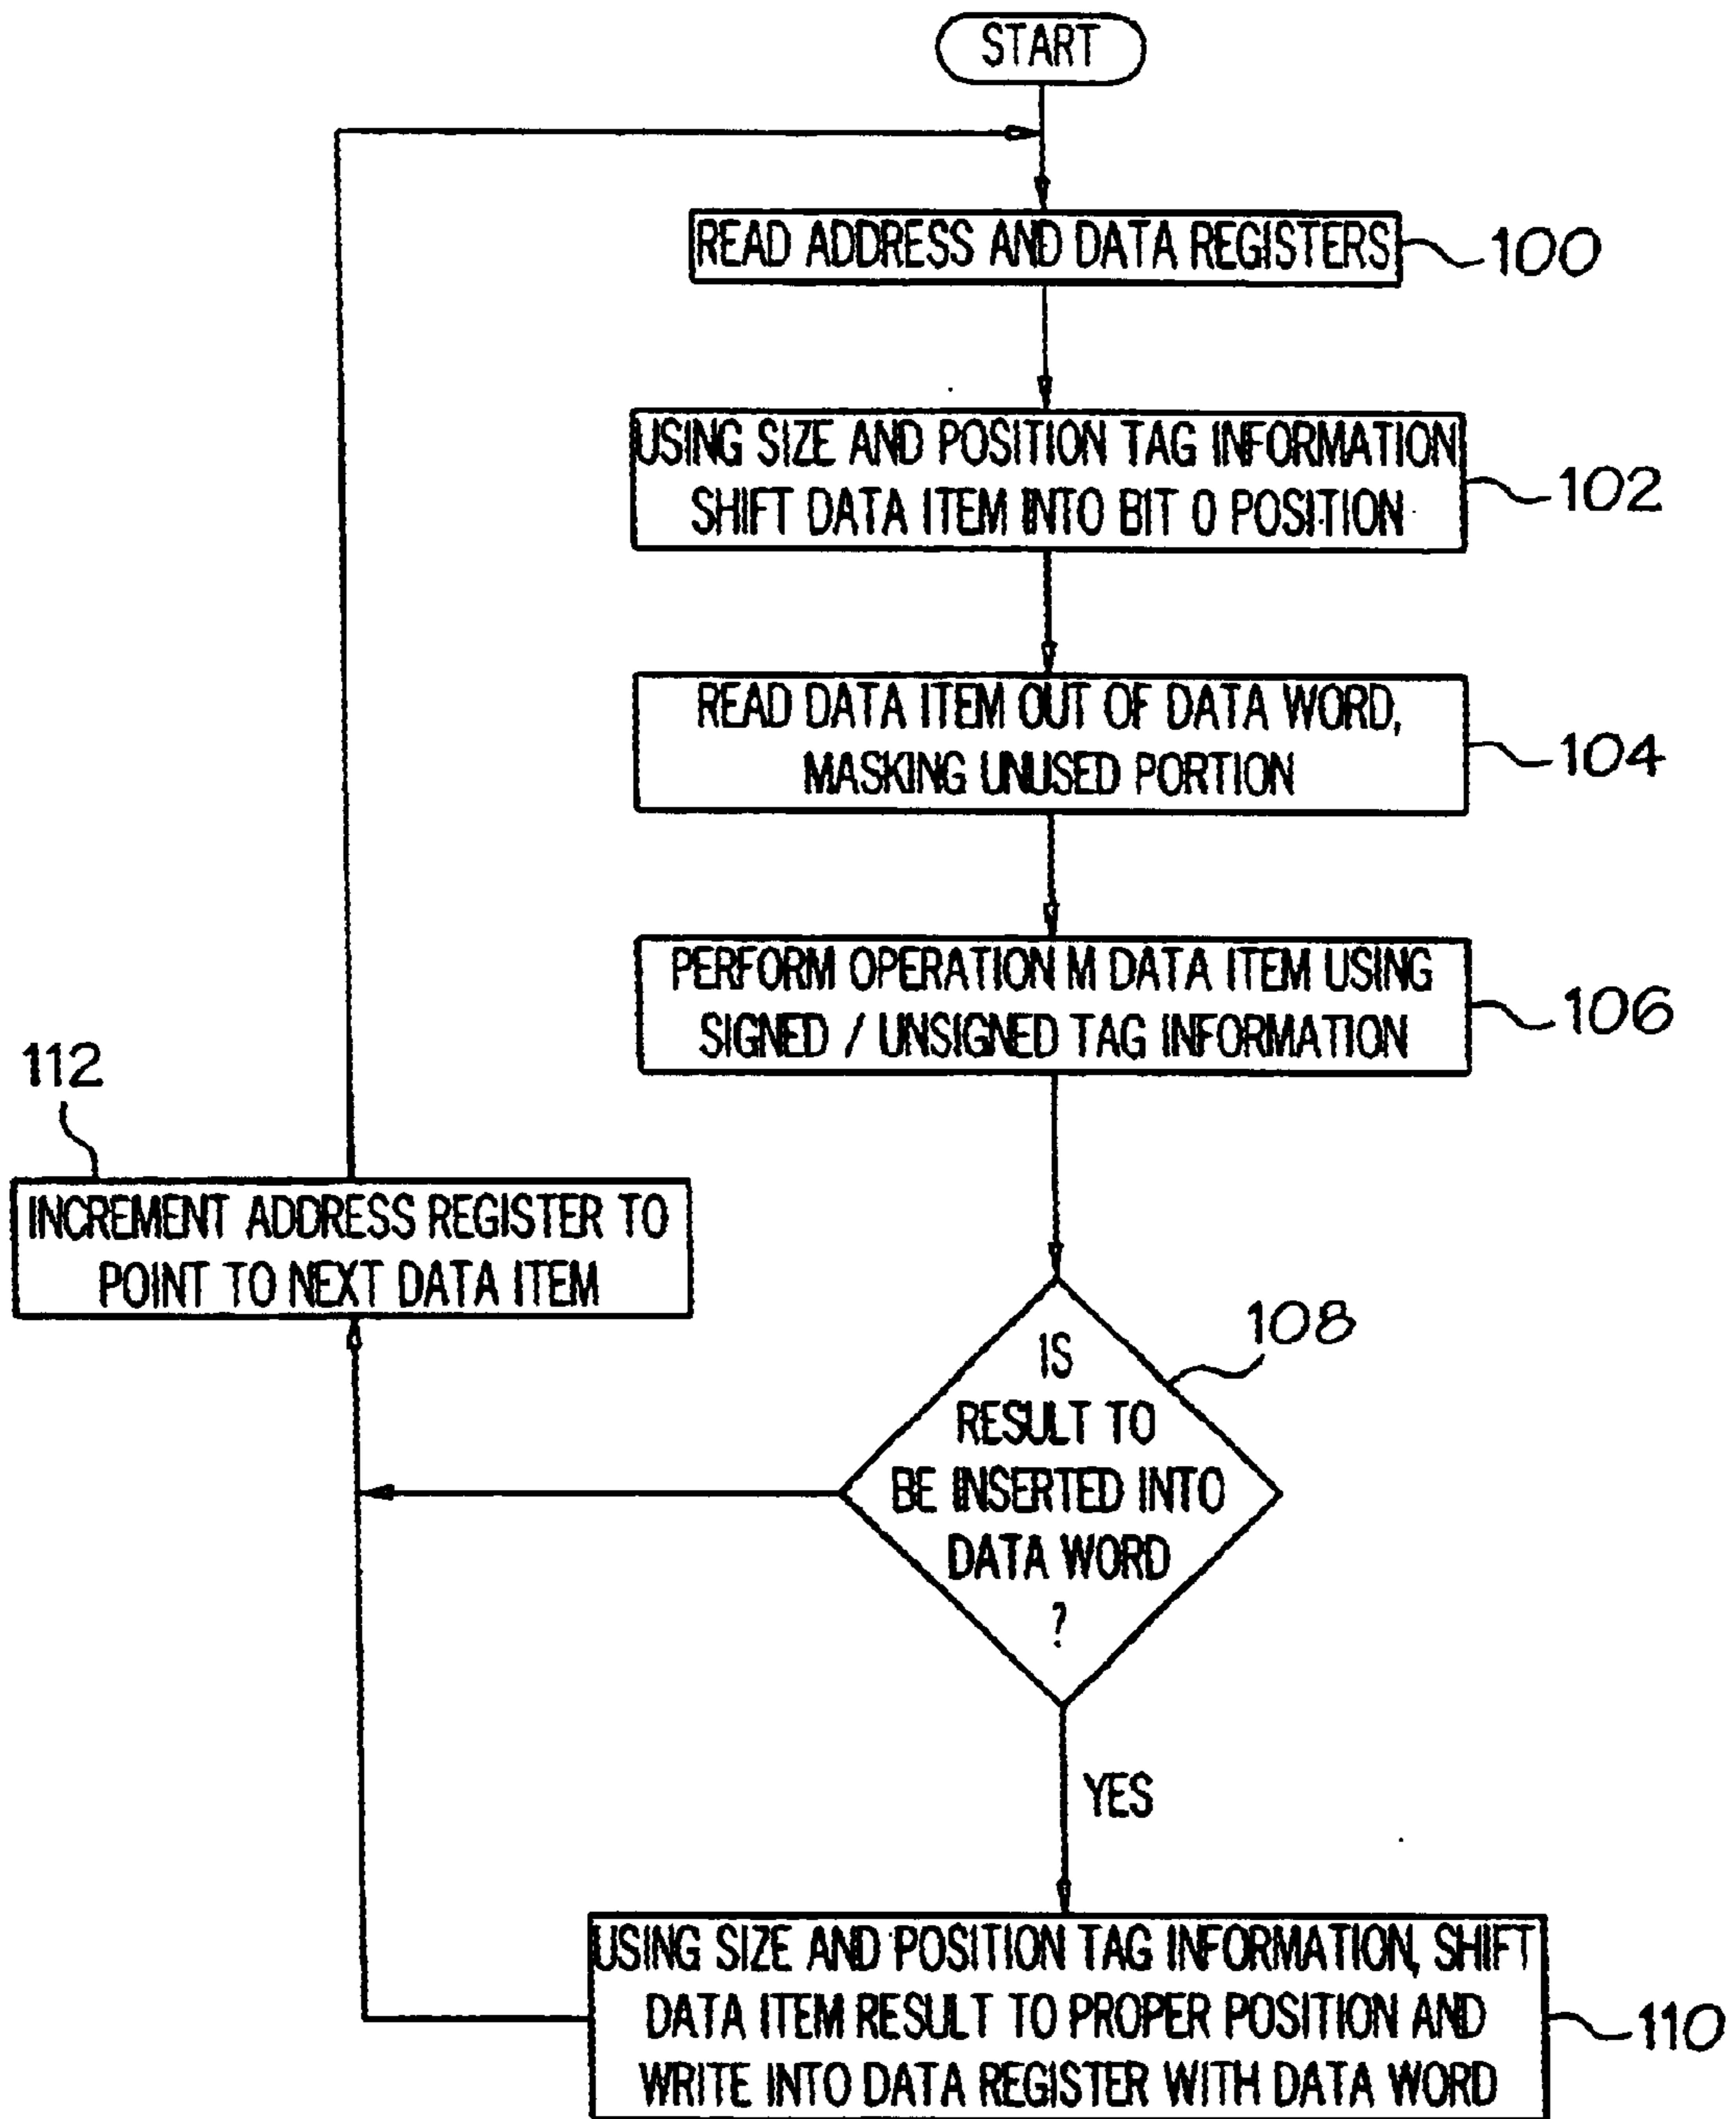 START
READ ADDRESS AND DATA REGISTERS
100
USING SIZE AND POSITION TAG INFORMATION
SHIFT DATA ITEM INTO BIT 0 POSITION
102
READ DATA ITEM OUT OF DATA WORD,
MASKING UNUSED PORTION
104
PERFORM OPERATION M DATA ITEM USING
SIGNED / UNSIGNED TAG INFORMATION
106
112
INCREMENT ADDRESS REGISTER TO
POINT TO NEXT DATA ITEM
108
IS
RESULT TO
BE INSERTED INTO
DATA WORD
?
YES
USING SIZE AND POSITION TAG INFORMATION, SHIFT
DATA ITEM RESULT TO PROPER POSITION AND
WRITE INTO DATA REGISTER WITH DATA WORD
110